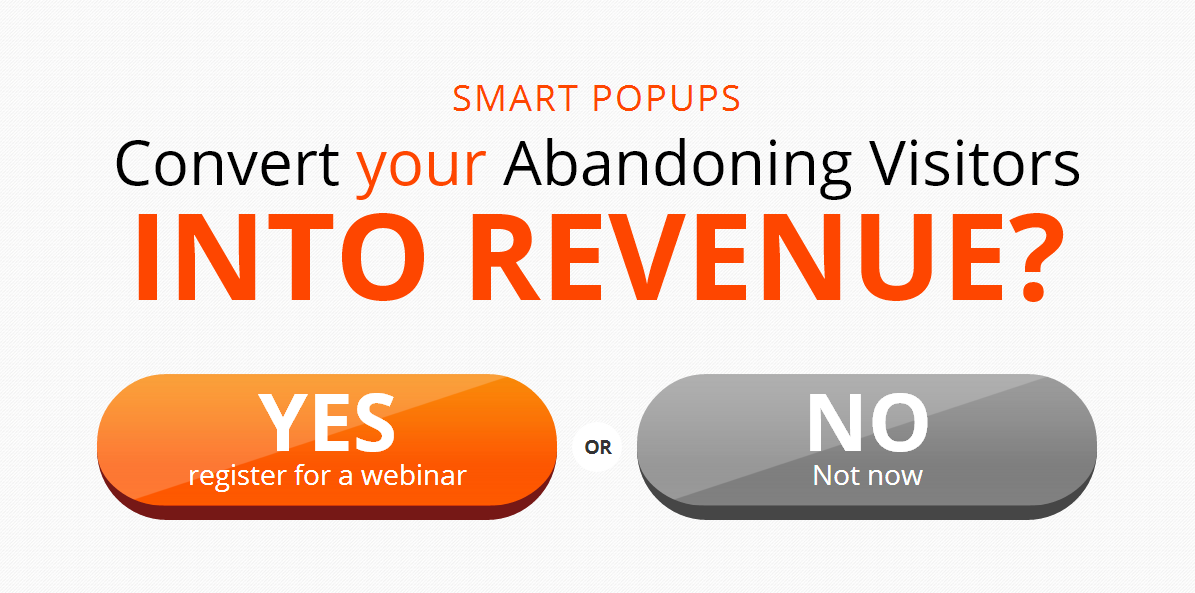 SMART POPUPS
Convert your Abandoning Visitors
INTO REVENUE?
YES
register for a webinar
OR
NO
Not now